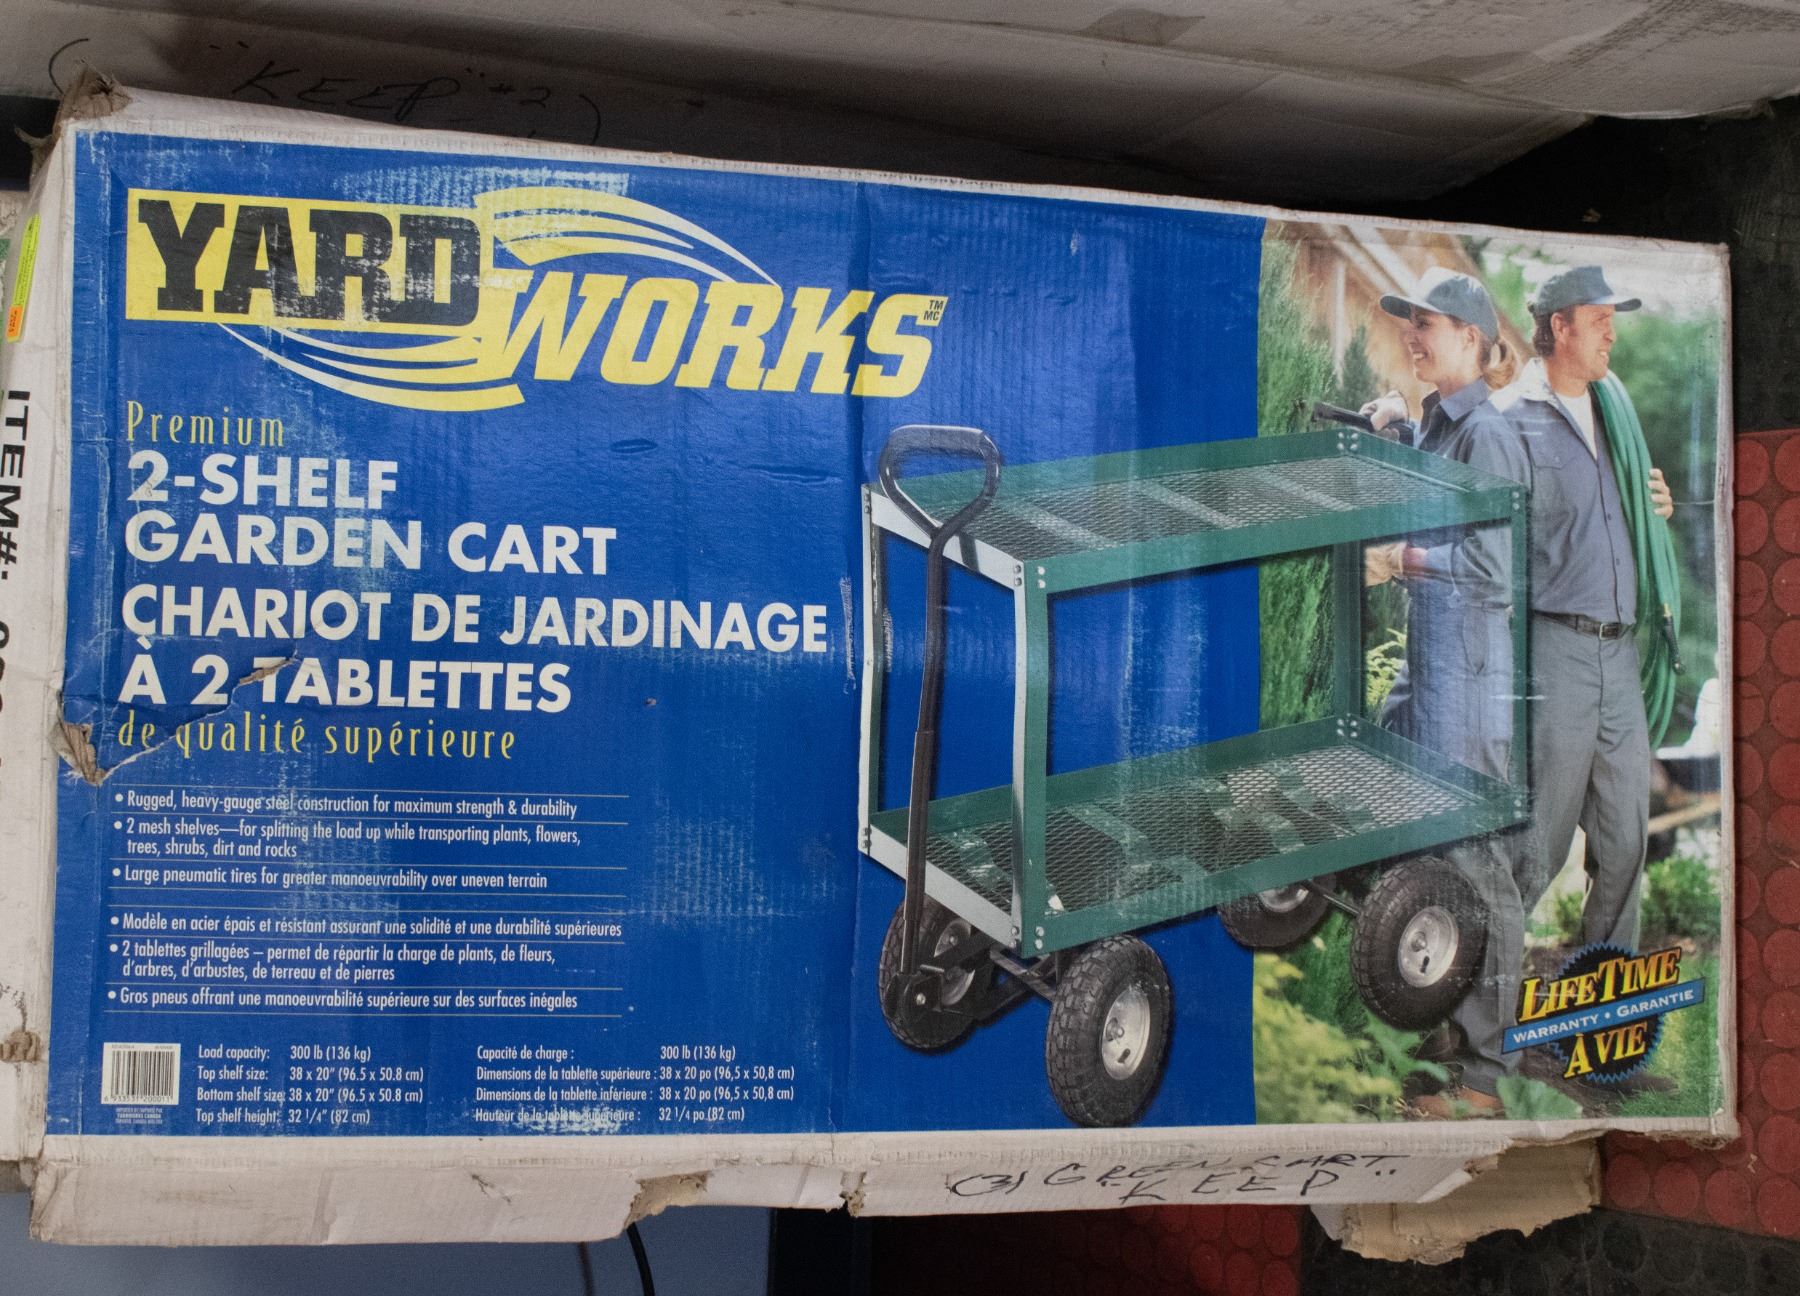 "KEEP" #2)
YARD WORKS TM MC
Premium
2-SHELF
GARDEN CART
CHARIOT DE JARDINAGE
À 2 TABLETTES
de qualité supérieure
• Rugged, heavy-gauge steel construction for maximum strength & durability
• 2 mesh shelves—for splitting the load up while transporting plants, flowers,
trees, shrubs, dirt and rocks
• Large pneumatic tires for greater manoeuvrability over uneven terrain
• Modèle en acier épais et résistant assurant une solidité et une durabilité supérieures
• 2 tablettes grillagées – permet de répartir la charge de plants, de fleurs,
d'arbres, d'arbustes, de terreau et de pierres
• Gros pneus offrant une manoeuvrabilité supérieure sur des surfaces inégales
Load capacity: 300 lb (136 kg)
Top shelf size: 38 x 20" (96.5 x 50.8 cm)
Bottom shelf size: 38 x 20" (96.5 x 50.8 cm)
Top shelf height: 32 1/4" (82 cm)
Capacité de charge : 300 lb (136 kg)
Dimensions de la tablette supérieure : 38 x 20 po (96,5 x 50,8 cm)
Dimensions de la tablette inférieure : 38 x 20 po (96,5 x 50,8 cm)
Hauteur de la tablette supérieure : 32 1/4 po (82 cm)
LIFETIME
WARRANTY • GARANTIE
À VIE
(3) GREEN CART
"KEEP"
ITEM#: